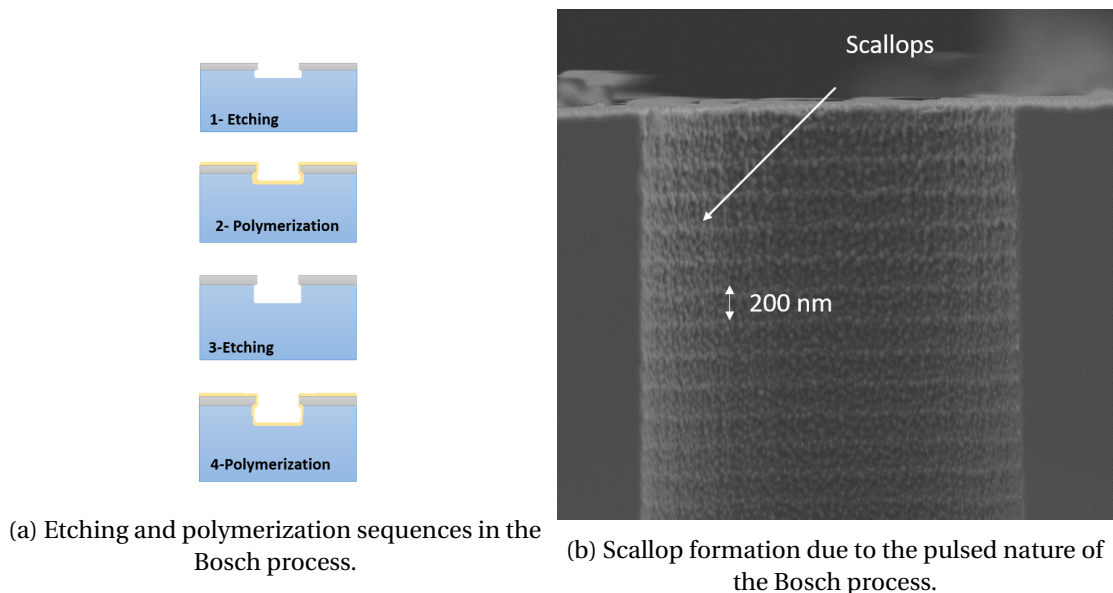 1- Etching
2- Polymerization
3-Etching
4-Polymerization
(a) Etching and polymerization sequences in the
Bosch process.
Scallops
200 nm
(b) Scallop formation due to the pulsed nature of
the Bosch process.